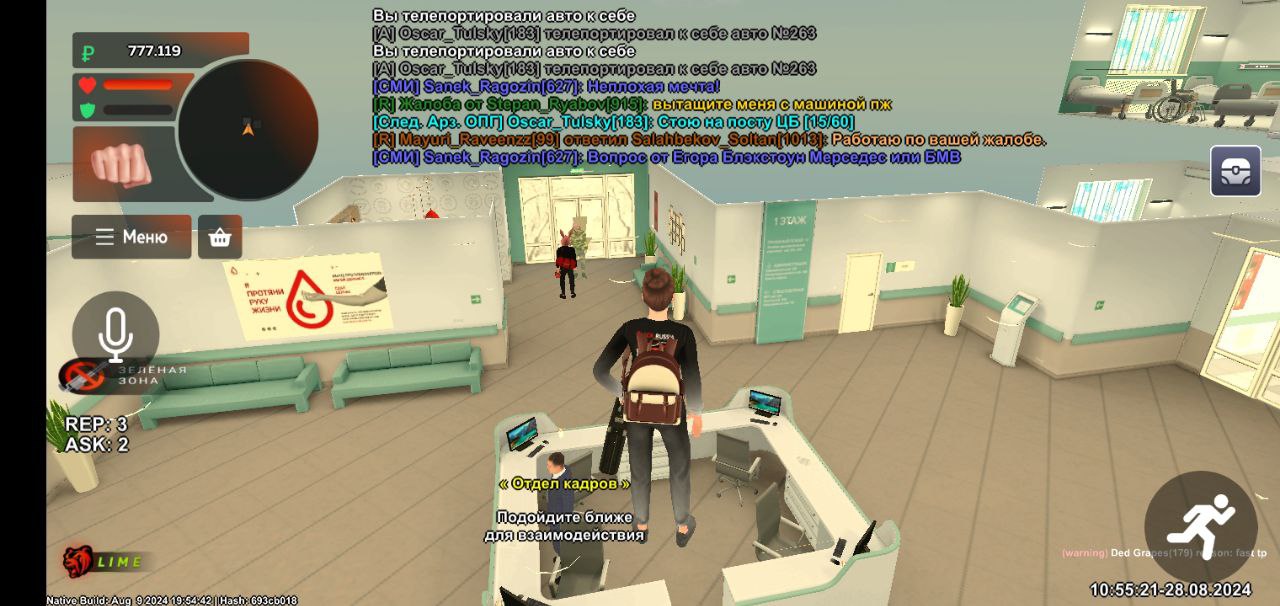 Вы телепортировали авто к себе
[A] Oscar_Tulsky[183] телепортировал к себе авто №263
Вы телепортировали авто к себе
[A] Oscar_Tulsky[183] телепортировал к себе авто №263
[СМИ] Sanek_Ragozin[627]: Неплохая мечта!
[R] Жалоба от Stepan_Ryabov[915]: вытащите меня с машиной пж
[След. Арз. ОПГ] Oscar_Tulsky[183]: Стою на посту ЦБ [15/60]
[R] Mayuri_Raveenzz[99] ответил Salahbekov_Soltan[1013]: Работаю по вашей жалобе.
[СМИ] Sanek_Ragozin[627]: Вопрос от Егора Блэкстоун Мерседес или БМВ
₽ 777.119
Меню
1 ЭТАЖ
Я
ПРОТЯНИ
РУКУ
ЖИЗНИ
ЗЕЛЁНАЯ
ЗОНА
REP: 3
ASK: 2
« Отдел кадров »
Подойдите ближе
для взаимодействия
LIME
(warning) Ded Grapes(179) reason: fast tp
10:55:21-28.08.2024
Native Build: Aug 9 2024 19:54:42 | Hash: 693cb018